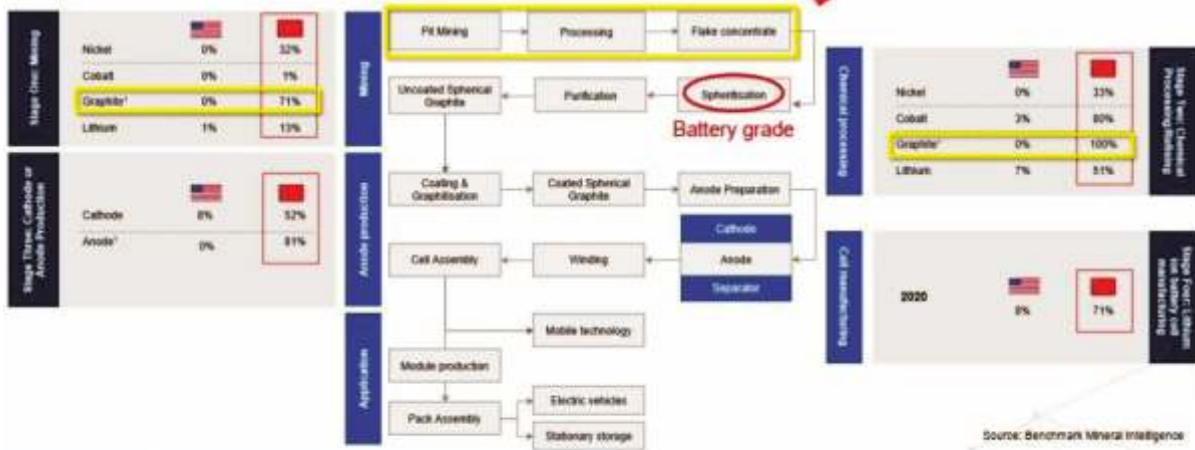 Stage One: Mining
Nickel 0% 32%
Cobalt 0% 1%
Graphite¹ 0% 71%
Lithium 1% 13%
Stage Three: Cathode or
Anode Production
Cathode 8% 52%
Anode¹ 0% 81%
Mining
Pit Mining
Processing
Flake concentrate
Uncoated Spherical
Graphite
Purification
Spheritisation
Battery grade
Anode production
Coating &
Graphitisation
Coated Spherical
Graphite
Anode Preparation
Cathode
Cell Assembly
Winding
Anode
Separator
Application
Mobile technology
Module production
Electric vehicles
Pack Assembly
Stationary storage
Chemical processing
Nickel 0% 33%
Cobalt 3% 80%
Graphite¹ 0% 100%
Lithium 7% 51%
Stage Two: Chemical
Processing/Refining
Cell manufacturing
2020 8% 71%
Stage Four: Lithium
ion battery cell
manufacturing
Source: Benchmark Mineral Intelligence